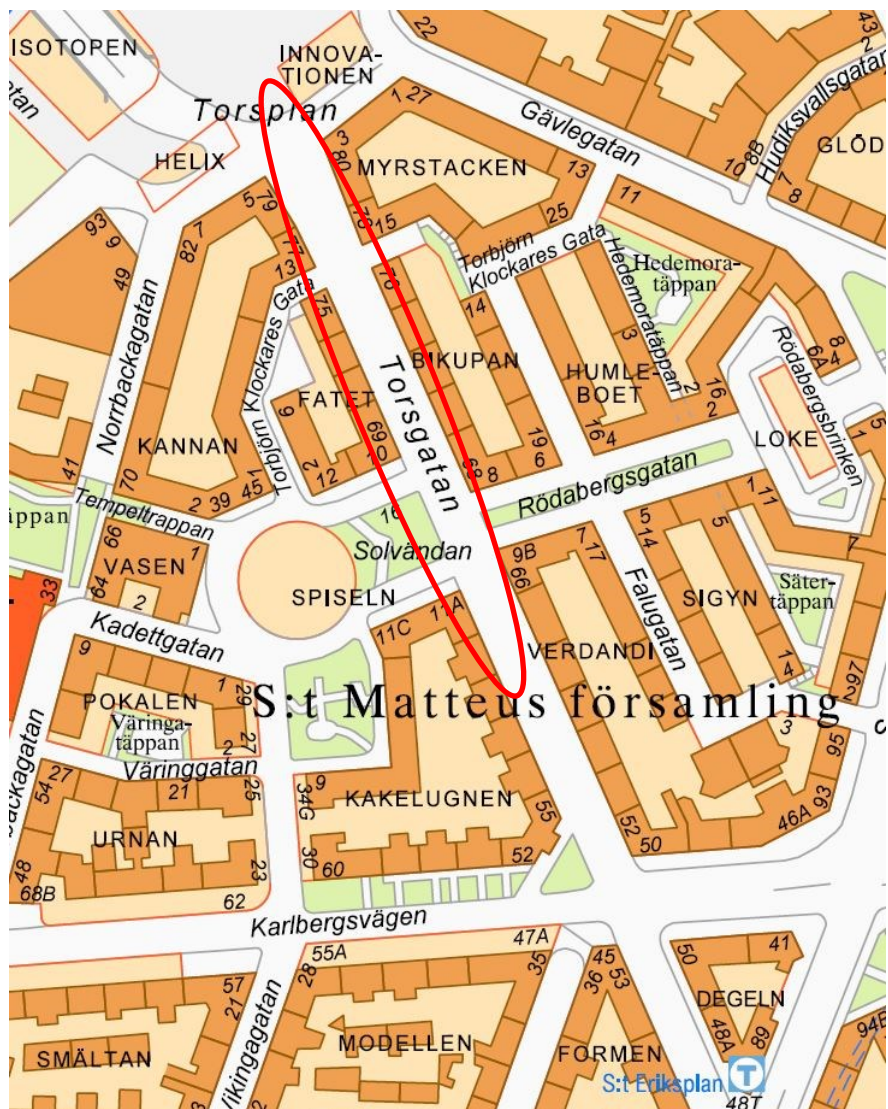 ISOTOPEN
INNOVA-
TIONEN
22
43
2
Torsplan
1
27
Gävlegatan
Hudiksvallsgatan
HELIX
3
80
MYRSTACKEN
13
10
8B
GLÖD
7
8
93
9
49
82
7
5
79
77
13
78
15
25
11
Torbjörn
Klockares Gata
Hedemora-
täppan
Hedemoratäppan
Norrbackagatan
Torbjörn Klockares Gata
75
76
14
3
Torsgatan
BIKUPAN
HUMLE-
BOET
2
16
2
6A
8
4
Rödabergsbrinken
9
FATET
69
10
KANNAN
41
70
2
39
45
1
2
12
68
8
19
6
16
4
LOKE
1
5
Tempeltrappan
äppan
66
1
16
Rödabergsgatan
5
14
5
1
11
7
Solvändan
VASEN
64
2
33
SPISELN
11C
11A
9B
66
7
17
Falugatan
SIGYN
Säter-
täppan
Kadettgatan
VERDANDI
9
POKALEN
1
29
Väringa-
täppan
2
27
S:t Matteus församling
14
297
3
95
Väringgatan
backagatan
27
54
21
25
34G
9
KAKELUGNEN
55
93
46A
URNAN
30
60
52
52
50
48
68B
23
62
Karlbergsvägen
55A
47A
57
21
28
35
45
36
53
50
41
DEGELN
Vikingagatan
SMÄLTAN
MODELLEN
FORMEN
48A
89
94B
S:t Eriksplan
T
48T